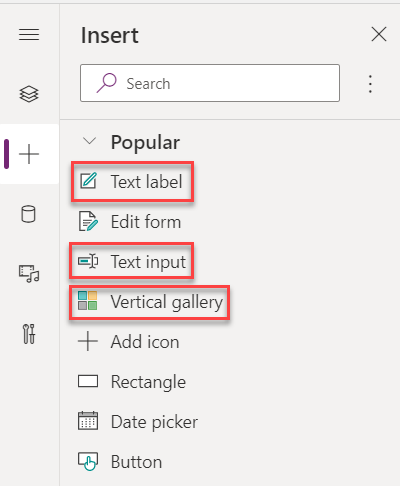 Insert
Search
Popular
Text label
Edit form
Text input
Vertical gallery
Add icon
Rectangle
Date picker
Button